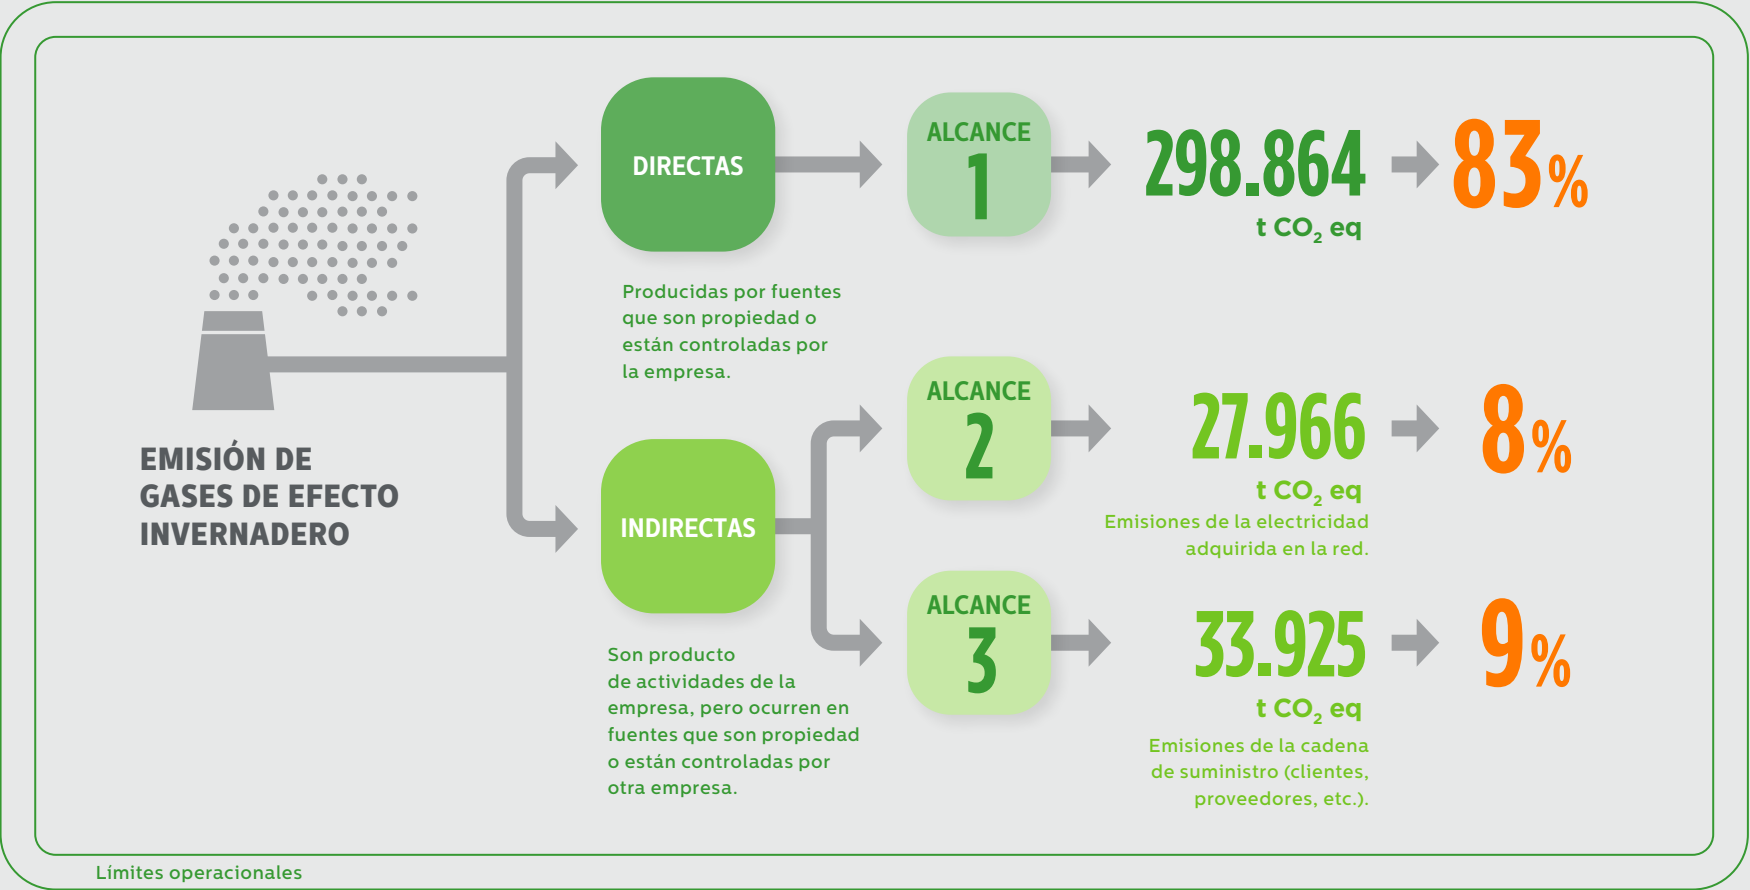 EMISIÓN DE
GASES DE EFECTO
INVERNADERO
DIRECTAS
Producidas por fuentes
que son propiedad o
están controladas por
la empresa.
ALCANCE
1
298.864
t CO₂ eq
83%
INDIRECTAS
Son producto
de actividades de la
empresa, pero ocurren en
fuentes que son propiedad
o están controladas por
otra empresa.
ALCANCE
2
27.966
t CO₂ eq
Emisiones de la electricidad
adquirida en la red.
8%
ALCANCE
3
33.925
t CO₂ eq
Emisiones de la cadena
de suministro (clientes,
proveedores, etc.).
9%
Límites operacionales